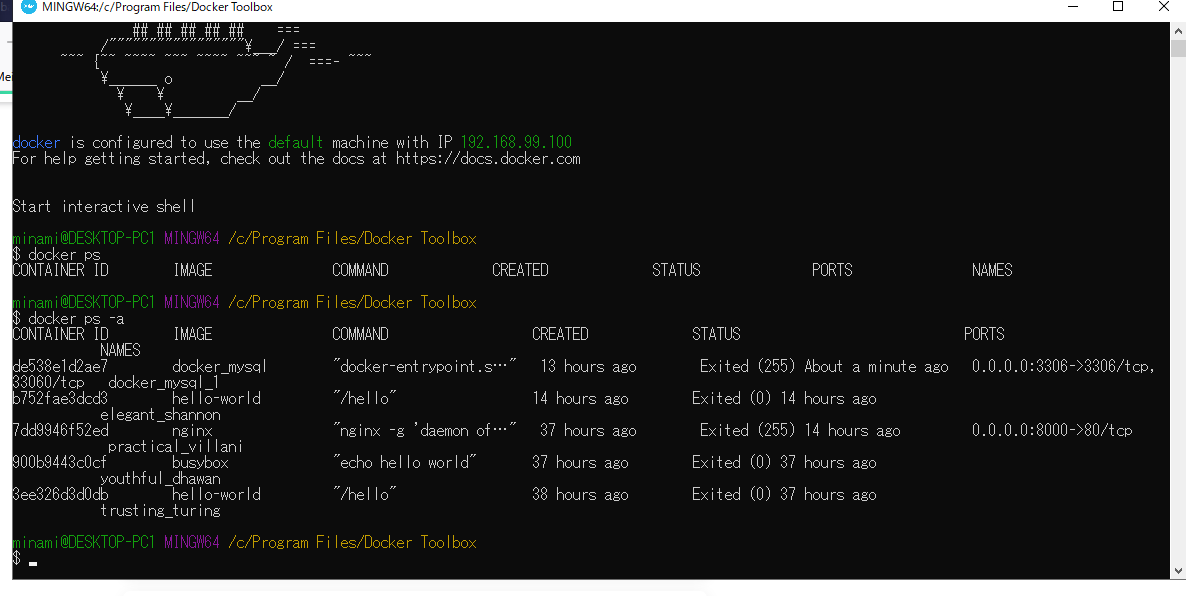 MINGW64:/c/Program Files/Docker Toolbox
## ## ## ## ##    ===
/"""""""""""""""""¥___/ ===
~~~ {~~ ~~~~ ~~~ ~~~~ ~~~ ~ /  ===- ~~~
¥______ o           __/
¥    ¥         __/
¥____¥_______/
docker is configured to use the default machine with IP 192.168.99.100
For help getting started, check out the docs at https://docs.docker.com
Start interactive shell
minami@DESKTOP-PC1 MINGW64 /c/Program Files/Docker Toolbox
$ docker ps
CONTAINER ID        IMAGE               COMMAND             CREATED             STATUS              PORTS               NAMES
minami@DESKTOP-PC1 MINGW64 /c/Program Files/Docker Toolbox
$ docker ps -a
CONTAINER ID        IMAGE               COMMAND                  CREATED             STATUS                            PORTS
NAMES
de538e1d2ae7        docker_mysql        "docker-entrypoint.s…"   13 hours ago        Exited (255) About a minute ago   0.0.0.0:3306->3306/tcp,
33060/tcp   docker_mysql_1
b752fae3dcd3        hello-world         "/hello"                 14 hours ago        Exited (0) 14 hours ago
elegant_shannon
7dd9946f52ed        nginx               "nginx -g 'daemon of…"   37 hours ago        Exited (255) 14 hours ago         0.0.0.0:8000->80/tcp
practical_villani
900b9443c0cf        busybox             "echo hello world"       37 hours ago        Exited (0) 37 hours ago
youthful_dhawan
3ee326d3d0db        hello-world         "/hello"                 38 hours ago        Exited (0) 37 hours ago
trusting_turing
minami@DESKTOP-PC1 MINGW64 /c/Program Files/Docker Toolbox
$